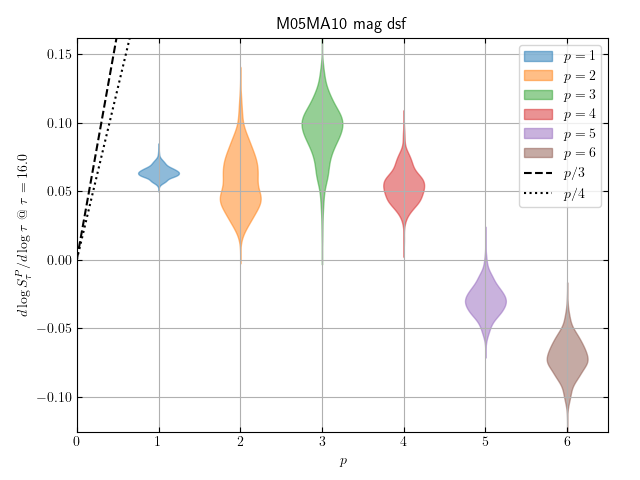 M05MA10 mag dsf
d log S_τ^P / d log τ @ τ = 16.0
0.15
0.10
0.05
0.00
−0.05
−0.10
0 1 2 3 4 5 6
p
p = 1
p = 2
p = 3
p = 4
p = 5
p = 6
p/3
p/4